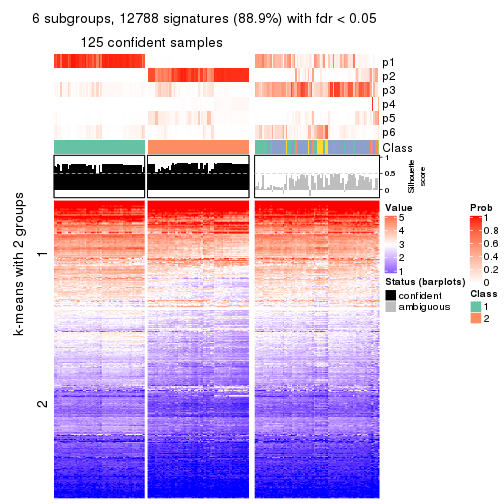 6 subgroups, 12788 signatures (88.9%) with fdr < 0.05
125 confident samples
p1
p2
p3
p4
p5
p6
Class
1
0.5
0
Silhouette
score
k-means with 2 groups
1
2
Value
5
4
3
2
1
Status (barplots)
confident
ambiguous
Prob
1
0.8
0.6
0.4
0.2
0
Class
1
2